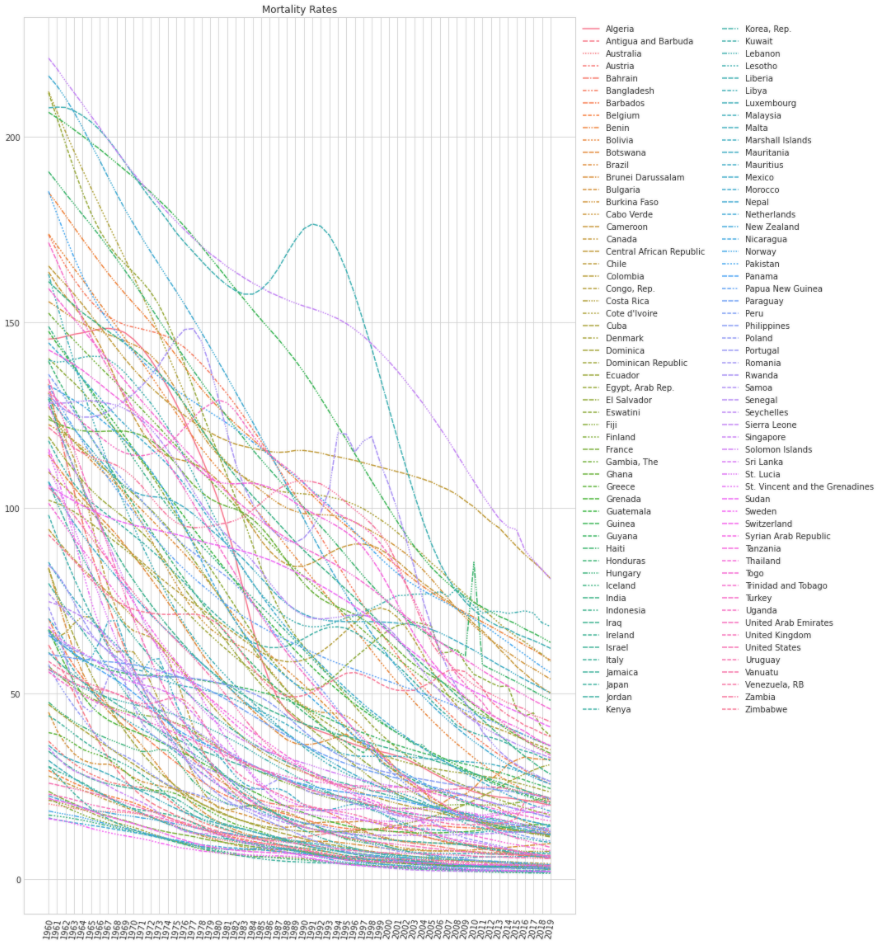 Mortality Rates
200
150
100
50
0
1960 1961 1962 1963 1964 1965 1966 1967 1968 1969 1970 1971 1972 1973 1974 1975 1976 1977 1978 1979 1980 1981 1982 1983 1984 1985 1986 1987 1988 1989 1990 1991 1992 1993 1994 1995 1996 1997 1998 1999 2000 2001 2002 2003 2004 2005 2006 2007 2008 2009 2010 2011 2012 2013 2014 2015 2016 2017 2018 2019
Algeria
Antigua and Barbuda
Australia
Austria
Bahrain
Bangladesh
Barbados
Belgium
Benin
Bolivia
Botswana
Brazil
Brunei Darussalam
Bulgaria
Burkina Faso
Cabo Verde
Cameroon
Canada
Central African Republic
Chile
Colombia
Congo, Rep.
Costa Rica
Cote d'Ivoire
Cuba
Denmark
Dominica
Dominican Republic
Ecuador
Egypt, Arab Rep.
El Salvador
Eswatini
Fiji
Finland
France
Gambia, The
Ghana
Greece
Grenada
Guatemala
Guinea
Guyana
Haiti
Honduras
Hungary
Iceland
India
Indonesia
Iraq
Ireland
Israel
Italy
Jamaica
Japan
Jordan
Kenya
Korea, Rep.
Kuwait
Lebanon
Lesotho
Liberia
Libya
Luxembourg
Malaysia
Malta
Marshall Islands
Mauritania
Mauritius
Mexico
Morocco
Nepal
Netherlands
New Zealand
Nicaragua
Norway
Pakistan
Panama
Papua New Guinea
Paraguay
Peru
Philippines
Poland
Portugal
Romania
Rwanda
Samoa
Senegal
Seychelles
Sierra Leone
Singapore
Solomon Islands
Sri Lanka
St. Lucia
St. Vincent and the Grenadines
Sudan
Sweden
Switzerland
Syrian Arab Republic
Tanzania
Thailand
Togo
Trinidad and Tobago
Turkey
Uganda
United Arab Emirates
United Kingdom
United States
Uruguay
Vanuatu
Venezuela, RB
Zambia
Zimbabwe